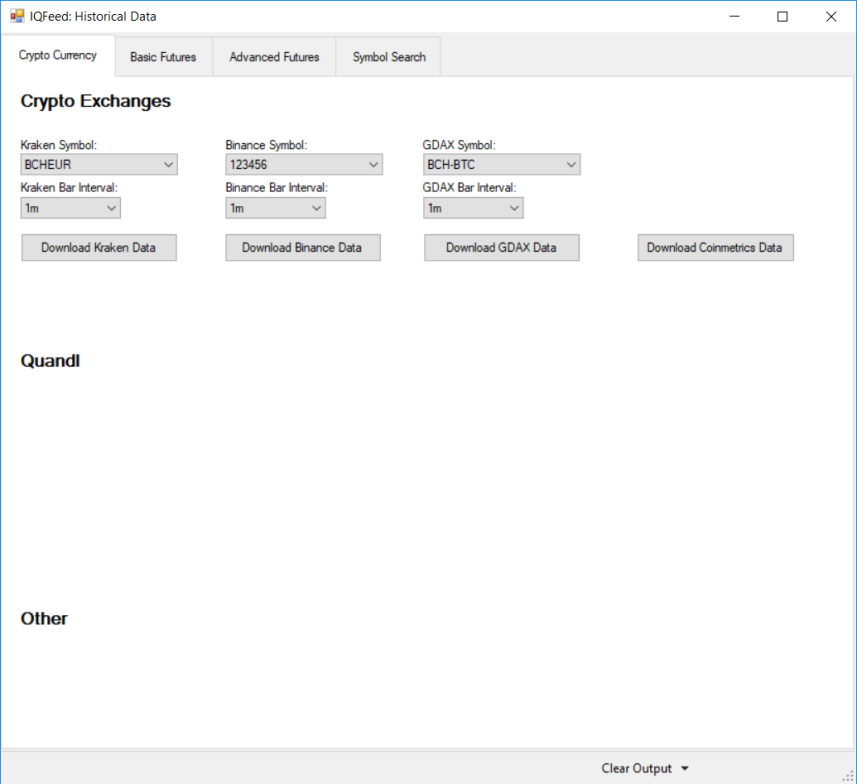 IQFeed: Historical Data
Crypto Currency Basic Futures Advanced Futures Symbol Search
Crypto Exchanges
Kraken Symbol: Binance Symbol: GDAX Symbol:
BCHEUR 123456 BCH-BTC
Kraken Bar Interval: Binance Bar Interval: GDAX Bar Interval:
1m 1m 1m
Download Kraken Data Download Binance Data Download GDAX Data Download Coinmetrics Data
Quandl
Other
Clear Output